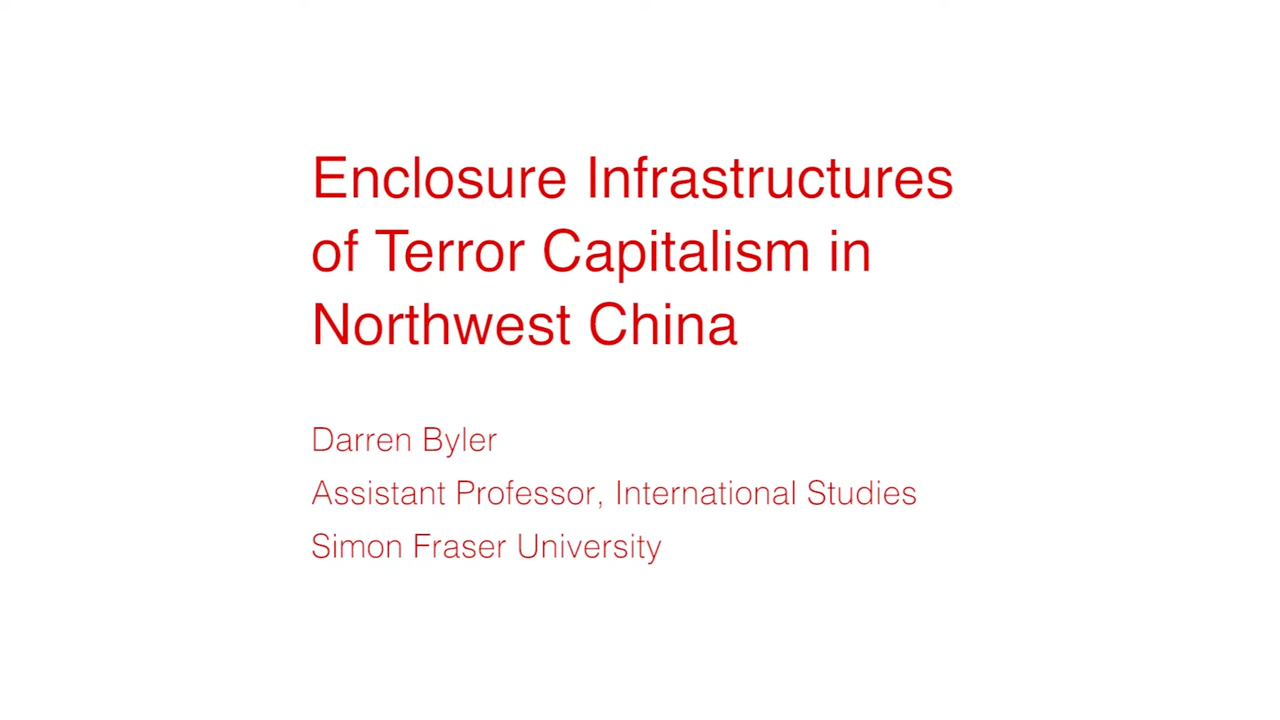 Enclosure Infrastructures
of Terror Capitalism in
Northwest China
Darren Byler
Assistant Professor, International Studies
Simon Fraser University